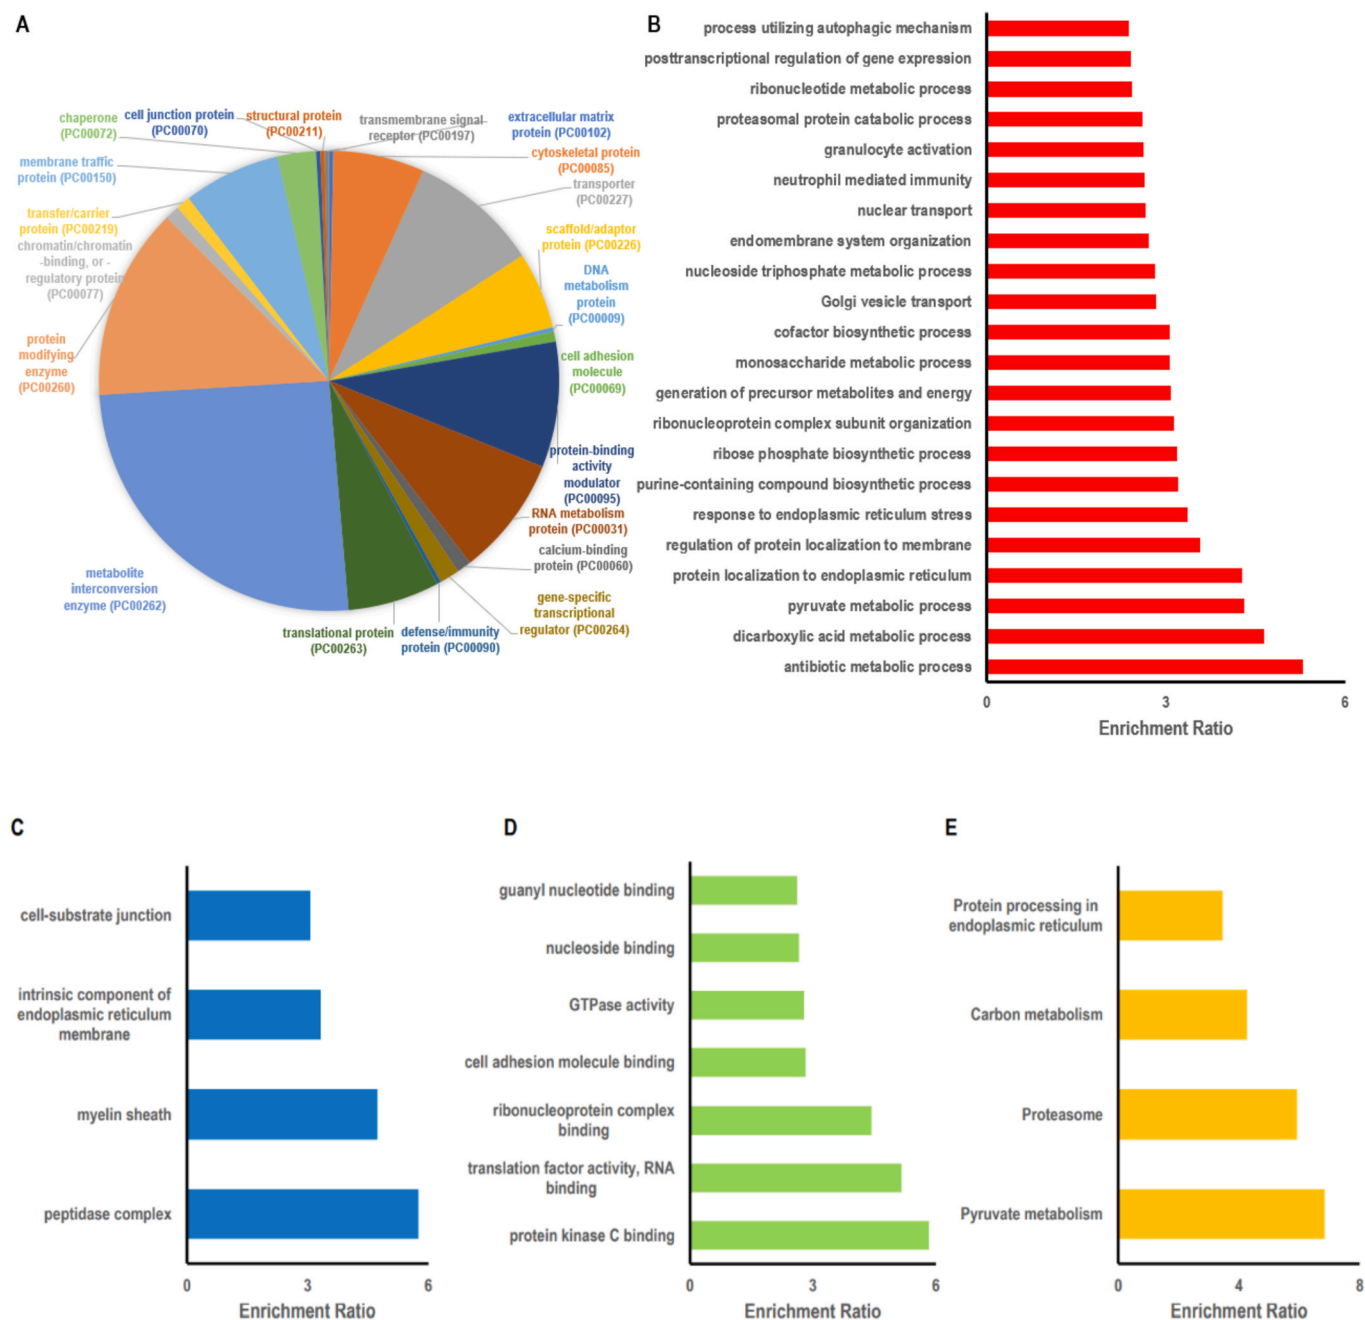 A
chaperone
(PC00072)
cell junction protein
(PC00070)
structural protein
(PC00211)
transmembrane signal
receptor (PC00197)
extracellular matrix
protein (PC00102)
cytoskeletal protein
(PC00085)
transporter
(PC00227)
scaffold/adaptor
protein (PC00226)
DNA
metabolism
protein
(PC00009)
cell adhesion
molecule
(PC00069)
protein-binding
activity
modulator
(PC00095)
RNA metabolism
protein (PC00031)
calcium-binding
protein (PC00060)
gene-specific
transcriptional
regulator (PC00264)
defense/immunity
protein (PC00090)
translational protein
(PC00263)
metabolite
interconversion
enzyme (PC00262)
protein
modifying
enzyme
(PC00260)
chromatin/chromatin
-binding, or -
regulatory protein
(PC00077)
transfer/carrier
protein (PC00219)
membrane traffic
protein (PC00150)
B
process utilizing autophagic mechanism
posttranscriptional regulation of gene expression
ribonucleotide metabolic process
proteasomal protein catabolic process
granulocyte activation
neutrophil mediated immunity
nuclear transport
endomembrane system organization
nucleoside triphosphate metabolic process
Golgi vesicle transport
cofactor biosynthetic process
monosaccharide metabolic process
generation of precursor metabolites and energy
ribonucleoprotein complex subunit organization
ribose phosphate biosynthetic process
purine-containing compound biosynthetic process
response to endoplasmic reticulum stress
regulation of protein localization to membrane
protein localization to endoplasmic reticulum
pyruvate metabolic process
dicarboxylic acid metabolic process
antibiotic metabolic process
0 3 6
Enrichment Ratio
C
cell-substrate junction
intrinsic component of
endoplasmic reticulum
membrane
myelin sheath
peptidase complex
0 3 6
Enrichment Ratio
D
guanyl nucleotide binding
nucleoside binding
GTPase activity
cell adhesion molecule binding
ribonucleoprotein complex
binding
translation factor activity, RNA
binding
protein kinase C binding
0 3 6
Enrichment Ratio
E
Protein processing in
endoplasmic reticulum
Carbon metabolism
Proteasome
Pyruvate metabolism
0 4 8
Enrichment Ratio